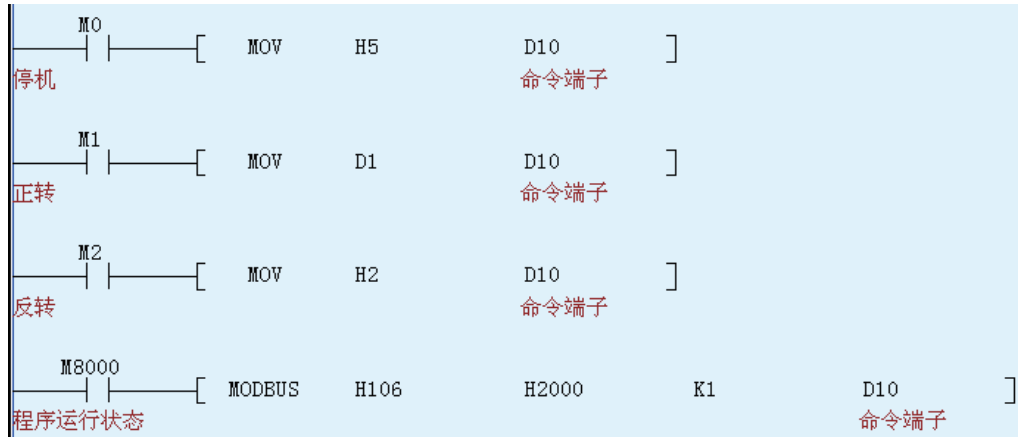 M0
MOV H5 D10
停机 命令端子
M1
MOV D1 D10
正转 命令端子
M2
MOV H2 D10
反转 命令端子
M8000
MODBUS H106 H2000 K1 D10
程序运行状态 命令端子